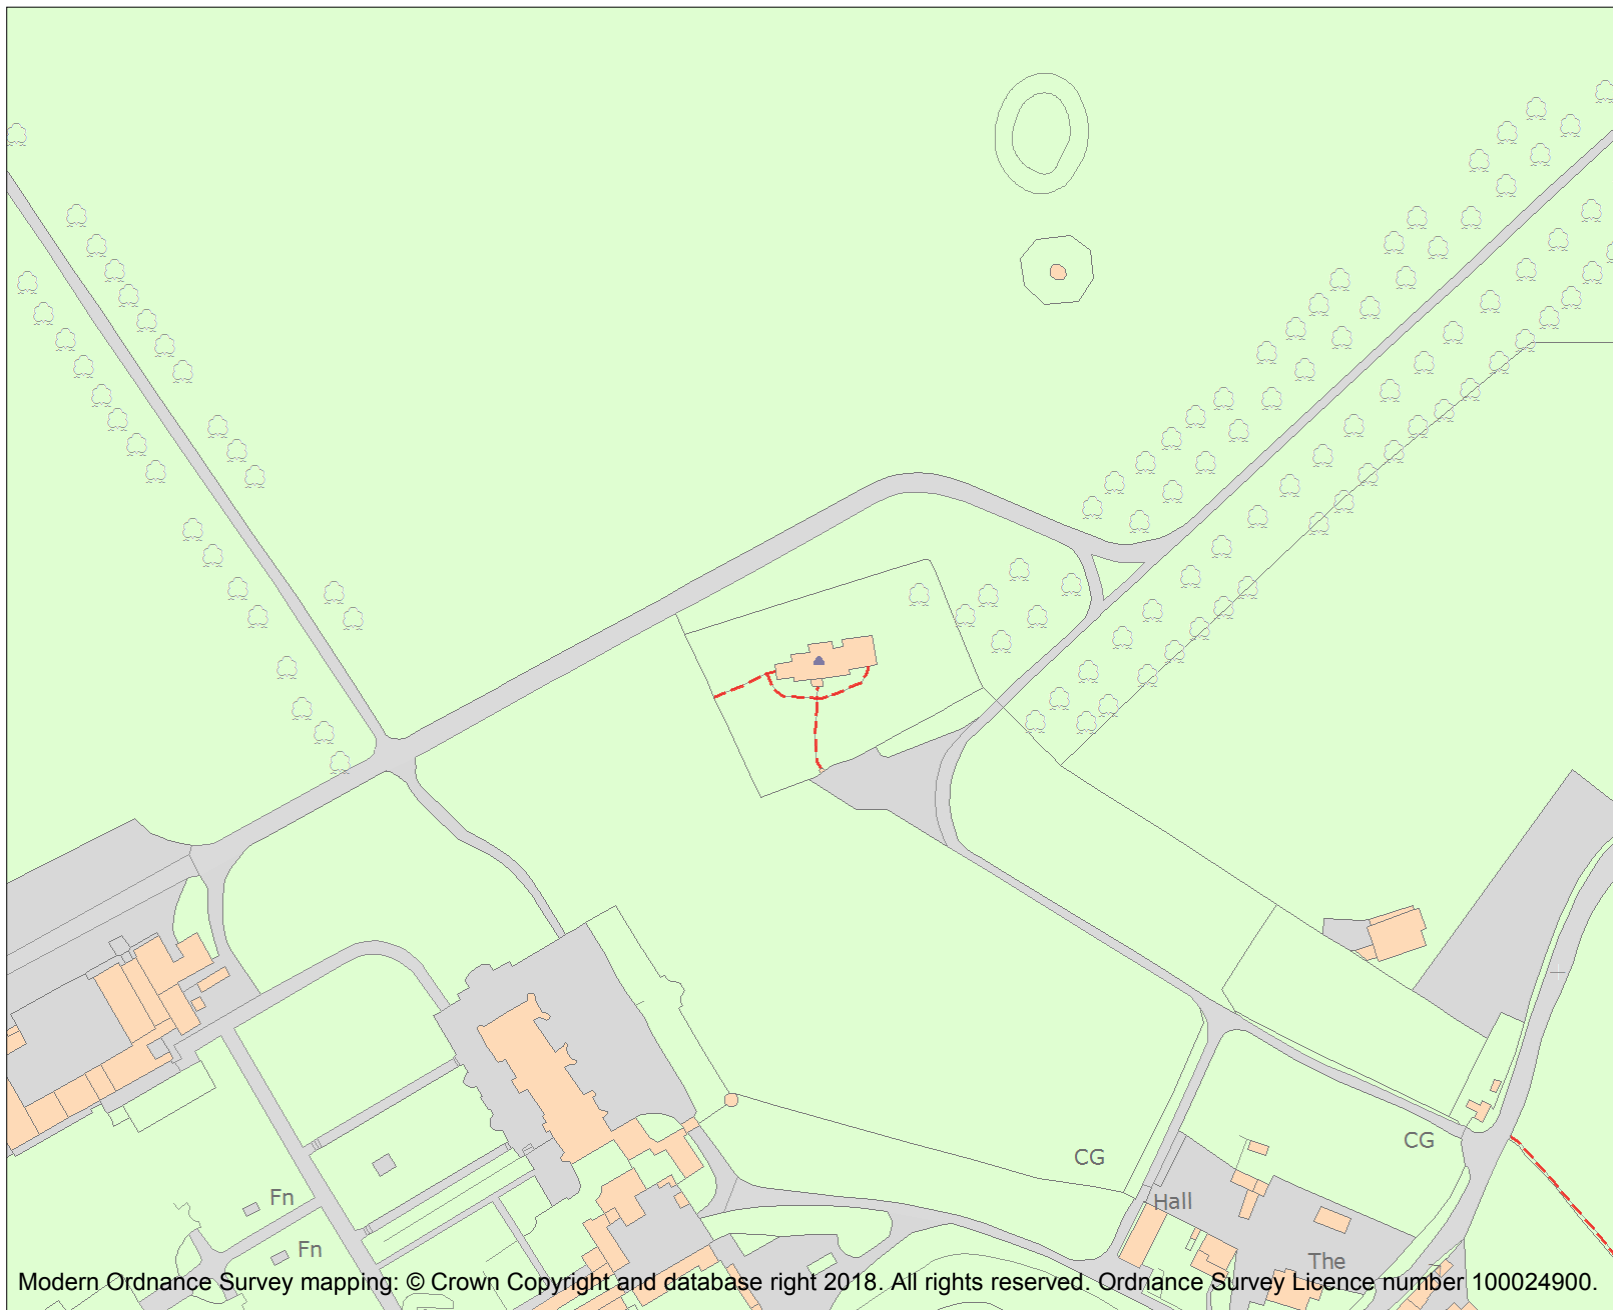 CG
CG
Hall
Fn
Fn
The
Modern Ordnance Survey mapping: © Crown Copyright and database right 2018. All rights reserved. Ordnance Survey Licence number 100024900.